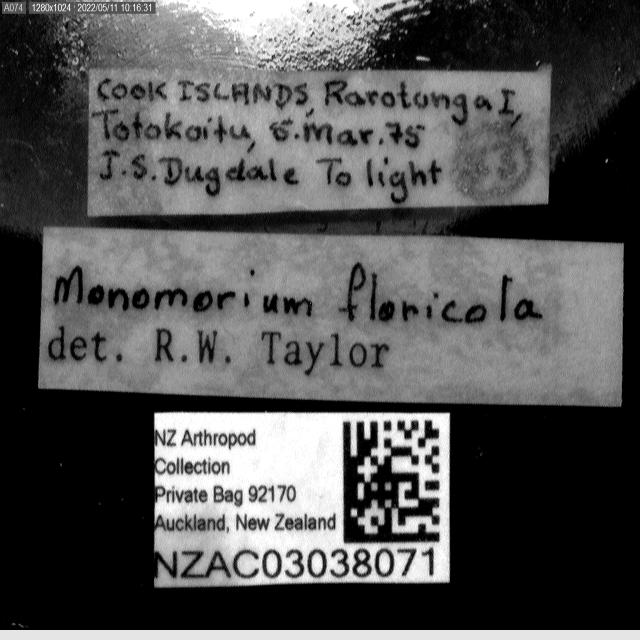 A074 1280x1024 2022/05/11 10:16:31
COOK ISLANDS, Rarotonga I,
Totokoitu, 5.Mar.75
J.S.Dugdale To light
Monomorium floricola
det. R.W. Taylor
NZ Arthropod
Collection
Private Bag 92170
Auckland, New Zealand
NZAC03038071